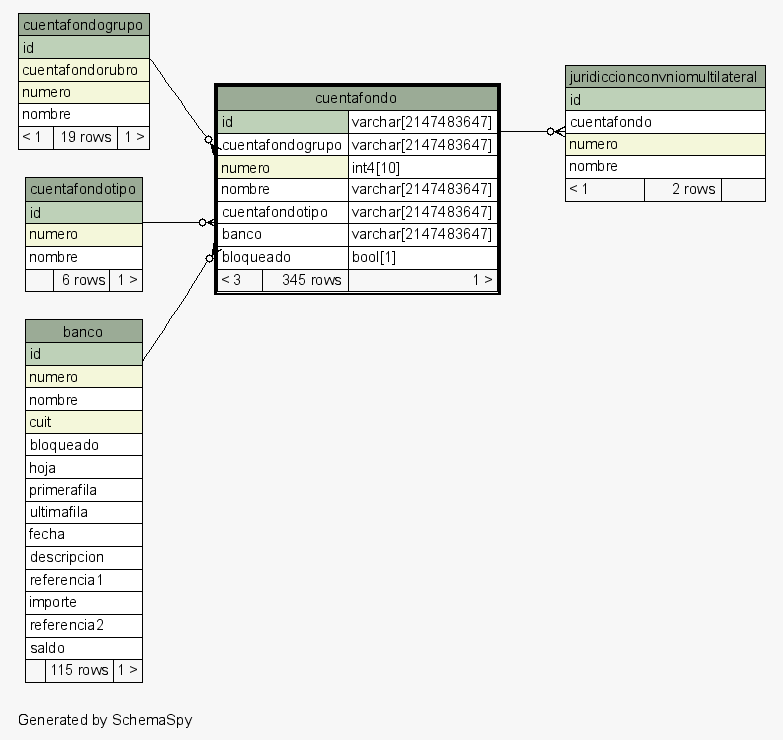 cuentafondogrupo
id
cuentafondorubro
numero
nombre
< 1 19 rows 1 >
cuentafondotipo
id
numero
nombre
6 rows 1 >
banco
id
numero
nombre
cuit
bloqueado
hoja
primerafila
ultimafila
fecha
descripcion
referencia1
importe
referencia2
saldo
115 rows 1 >
cuentafondo
id varchar[2147483647]
cuentafondogrupo varchar[2147483647]
numero int4[10]
nombre varchar[2147483647]
cuentafondotipo varchar[2147483647]
banco varchar[2147483647]
bloqueado bool[1]
< 3 345 rows 1 >
juridiccionconvniomultilateral
id
cuentafondo
numero
nombre
< 1 2 rows
Generated by SchemaSpy